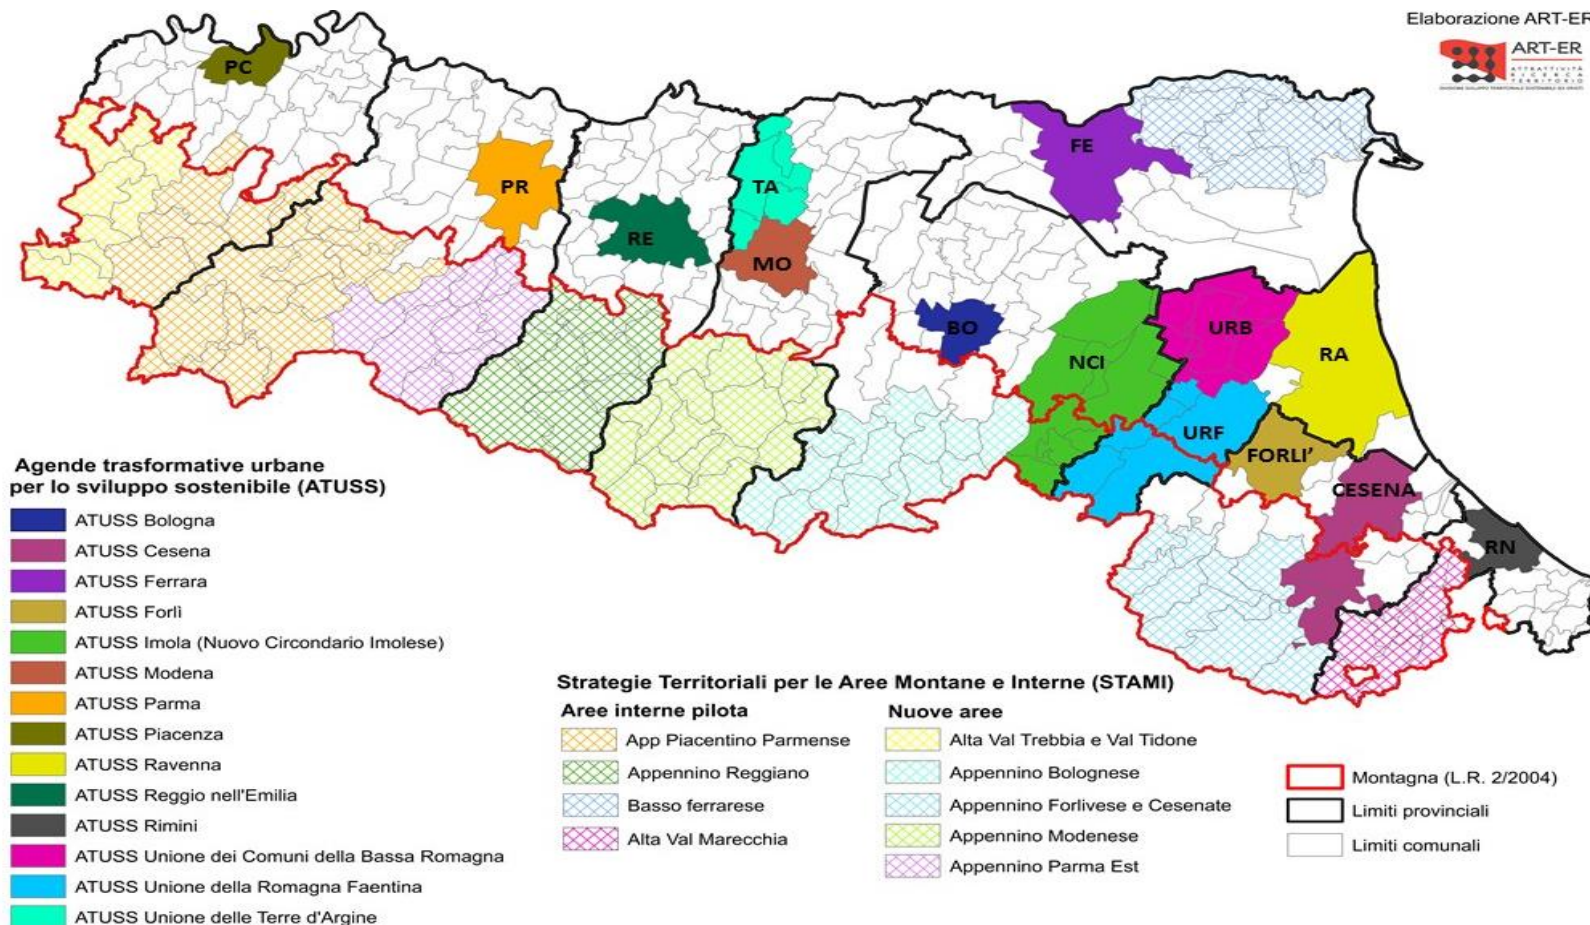 Elaborazione ART-ER
ART-ER
ATTRATTIVITÀ
RICERCA
TERRITORIO
PC
PR
RE
TA
MO
FE
BO
NCI
URB
RA
URF
FORLI’
CESENA
RN
Agende trasformative urbane
per lo sviluppo sostenibile (ATUSS)
ATUSS Bologna
ATUSS Cesena
ATUSS Ferrara
ATUSS Forlì
ATUSS Imola (Nuovo Circondario Imolese)
ATUSS Modena
ATUSS Parma
ATUSS Piacenza
ATUSS Ravenna
ATUSS Reggio nell'Emilia
ATUSS Rimini
ATUSS Unione dei Comuni della Bassa Romagna
ATUSS Unione della Romagna Faentina
ATUSS Unione delle Terre d'Argine
Strategie Territoriali per le Aree Montane e Interne (STAMI)
Aree interne pilota
App Piacentino Parmense
Appennino Reggiano
Basso ferrarese
Alta Val Marecchia
Nuove aree
Alta Val Trebbia e Val Tidone
Appennino Bolognese
Appennino Forlivese e Cesenate
Appennino Modenese
Appennino Parma Est
Montagna (L.R. 2/2004)
Limiti provinciali
Limiti comunali